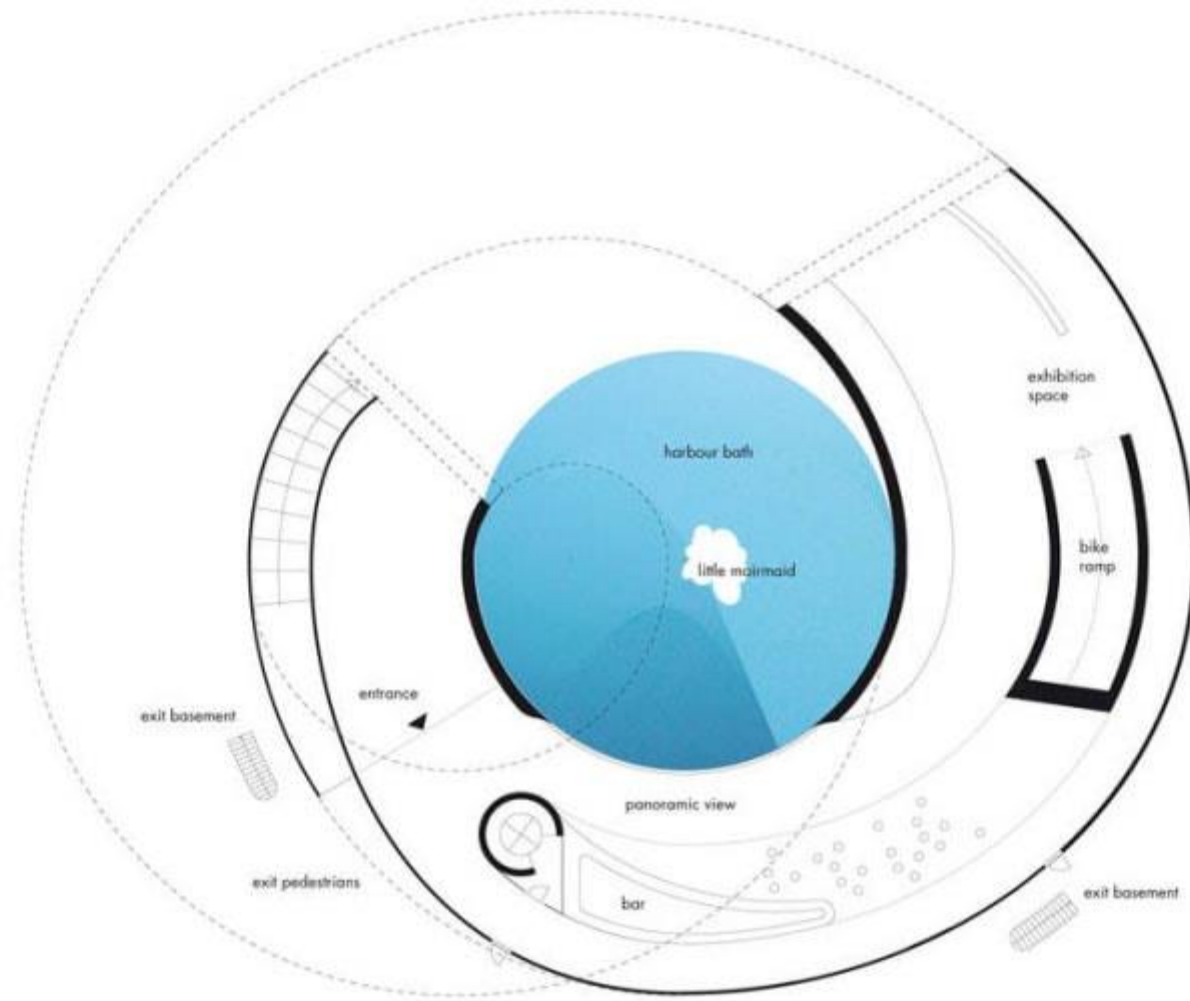 exhibition
space
harbour bath
bike
ramp
little mairmaid
entrance
exit basement
panoramic view
exit pedestrians
bar
exit basement